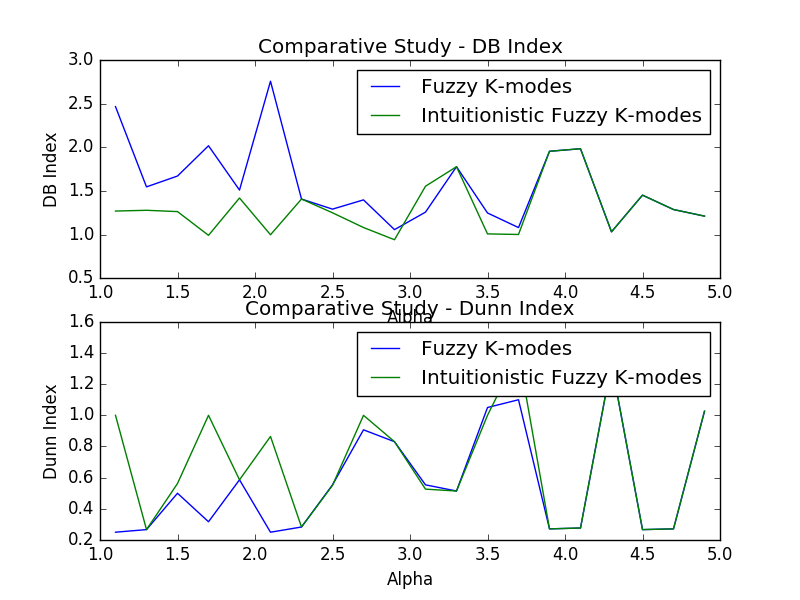 Comparative Study - DB Index
3.0
2.5
2.0
1.5
1.0
0.5
DB Index
Fuzzy K-modes
Intuitionistic Fuzzy K-modes
1.0 1.5 2.0 2.5 3.0 3.5 4.0 4.5 5.0
Alpha
Comparative Study - Dunn Index
1.6
1.4
1.2
1.0
0.8
0.6
0.4
0.2
Dunn Index
Fuzzy K-modes
Intuitionistic Fuzzy K-modes
1.0 1.5 2.0 2.5 3.0 3.5 4.0 4.5 5.0
Alpha